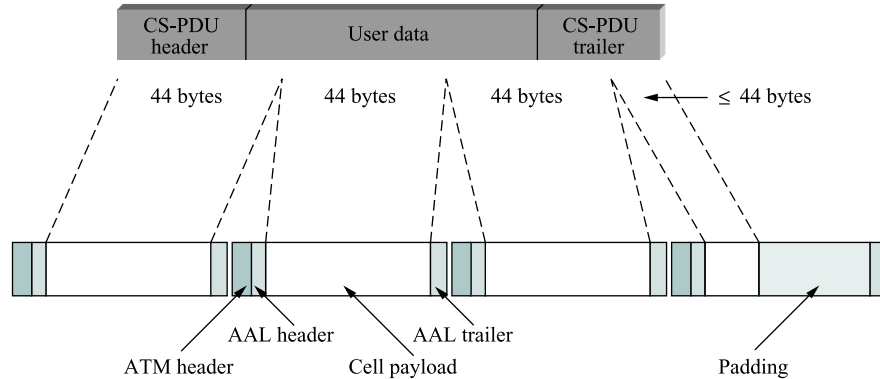 CS-PDU
header
User data
CS-PDU
trailer
44 bytes
44 bytes
44 bytes
≤ 44 bytes
AAL header
AAL trailer
ATM header
Cell payload
Padding